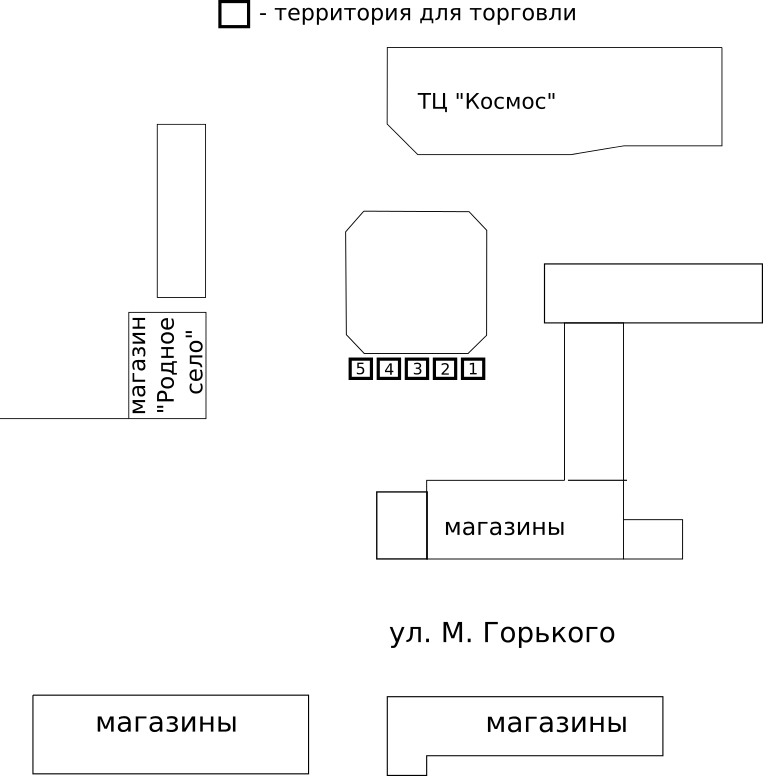 - территория для торговли
ТЦ "Космос"
магазин
"Родное
село"
5 4 3 2 1
магазины
ул. М. Горького
магазины
магазины